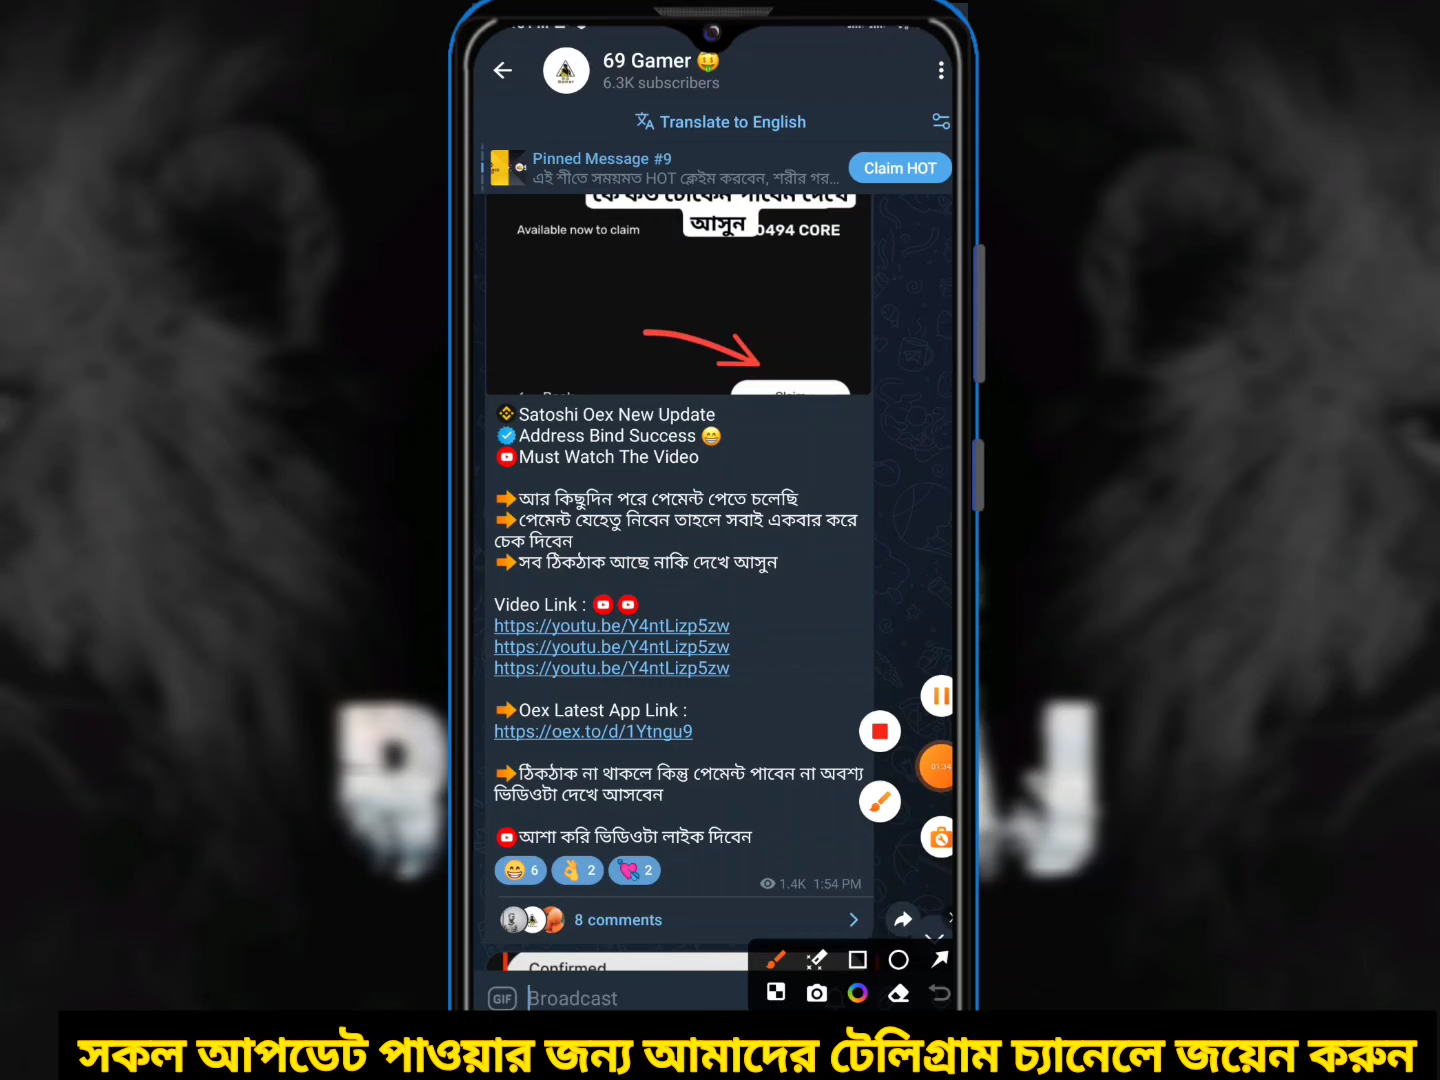 69 Gamer 🤑
6.3K subscribers
Translate to English
Pinned Message #9
এই শীতে সময়মত HOT ক্লেইম করবেন, শরীর গর...
Claim HOT
আসুন
Available now to claim
0494 CORE
Satoshi Oex New Update
Address Bind Success 😁
Must Watch The Video
➡আর কিছুদিন পরে পেমেন্ট পেতে চলেছি
➡পেমেন্ট যেহেতু নিবেন তাহলে সবাই একবার করে
চেক দিবেন
➡সব ঠিকঠাক আছে নাকি দেখে আসুন
Video Link :
https://youtu.be/Y4ntLizp5zw
https://youtu.be/Y4ntLizp5zw
https://youtu.be/Y4ntLizp5zw
➡Oex Latest App Link :
https://oex.to/d/1Ytngu9
➡ঠিকঠাক না থাকলে কিন্তু পেমেন্ট পাবেন না অবশ্য
ভিডিওটা দেখে আসবেন
আশা করি ভিডিওটা লাইক দিবেন
😁 6 👌 2 💘 2
1.4K 1:54 PM
8 comments
01:34
Confirmed
GIF Broadcast
সকল আপডেট পাওয়ার জন্য আমাদের টেলিগ্রাম চ্যানেলে জয়েন করুন